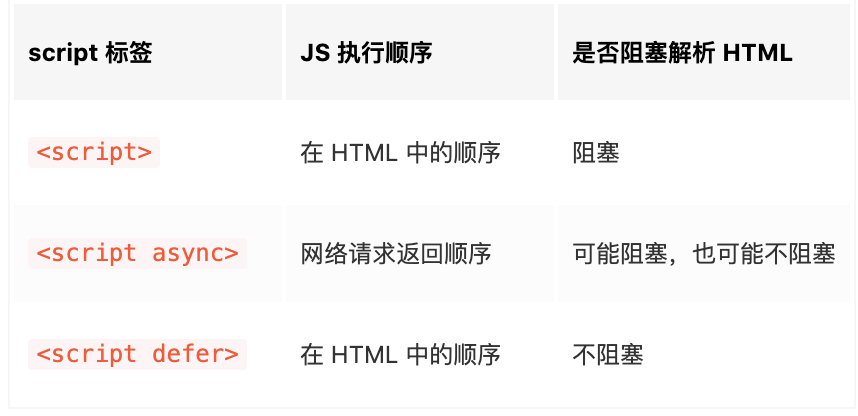 script 标签 JS 执行顺序 是否阻塞解析 HTML
<script> 在 HTML 中的顺序 阻塞
<script async> 网络请求返回顺序 可能阻塞，也可能不阻塞
<script defer> 在 HTML 中的顺序 不阻塞